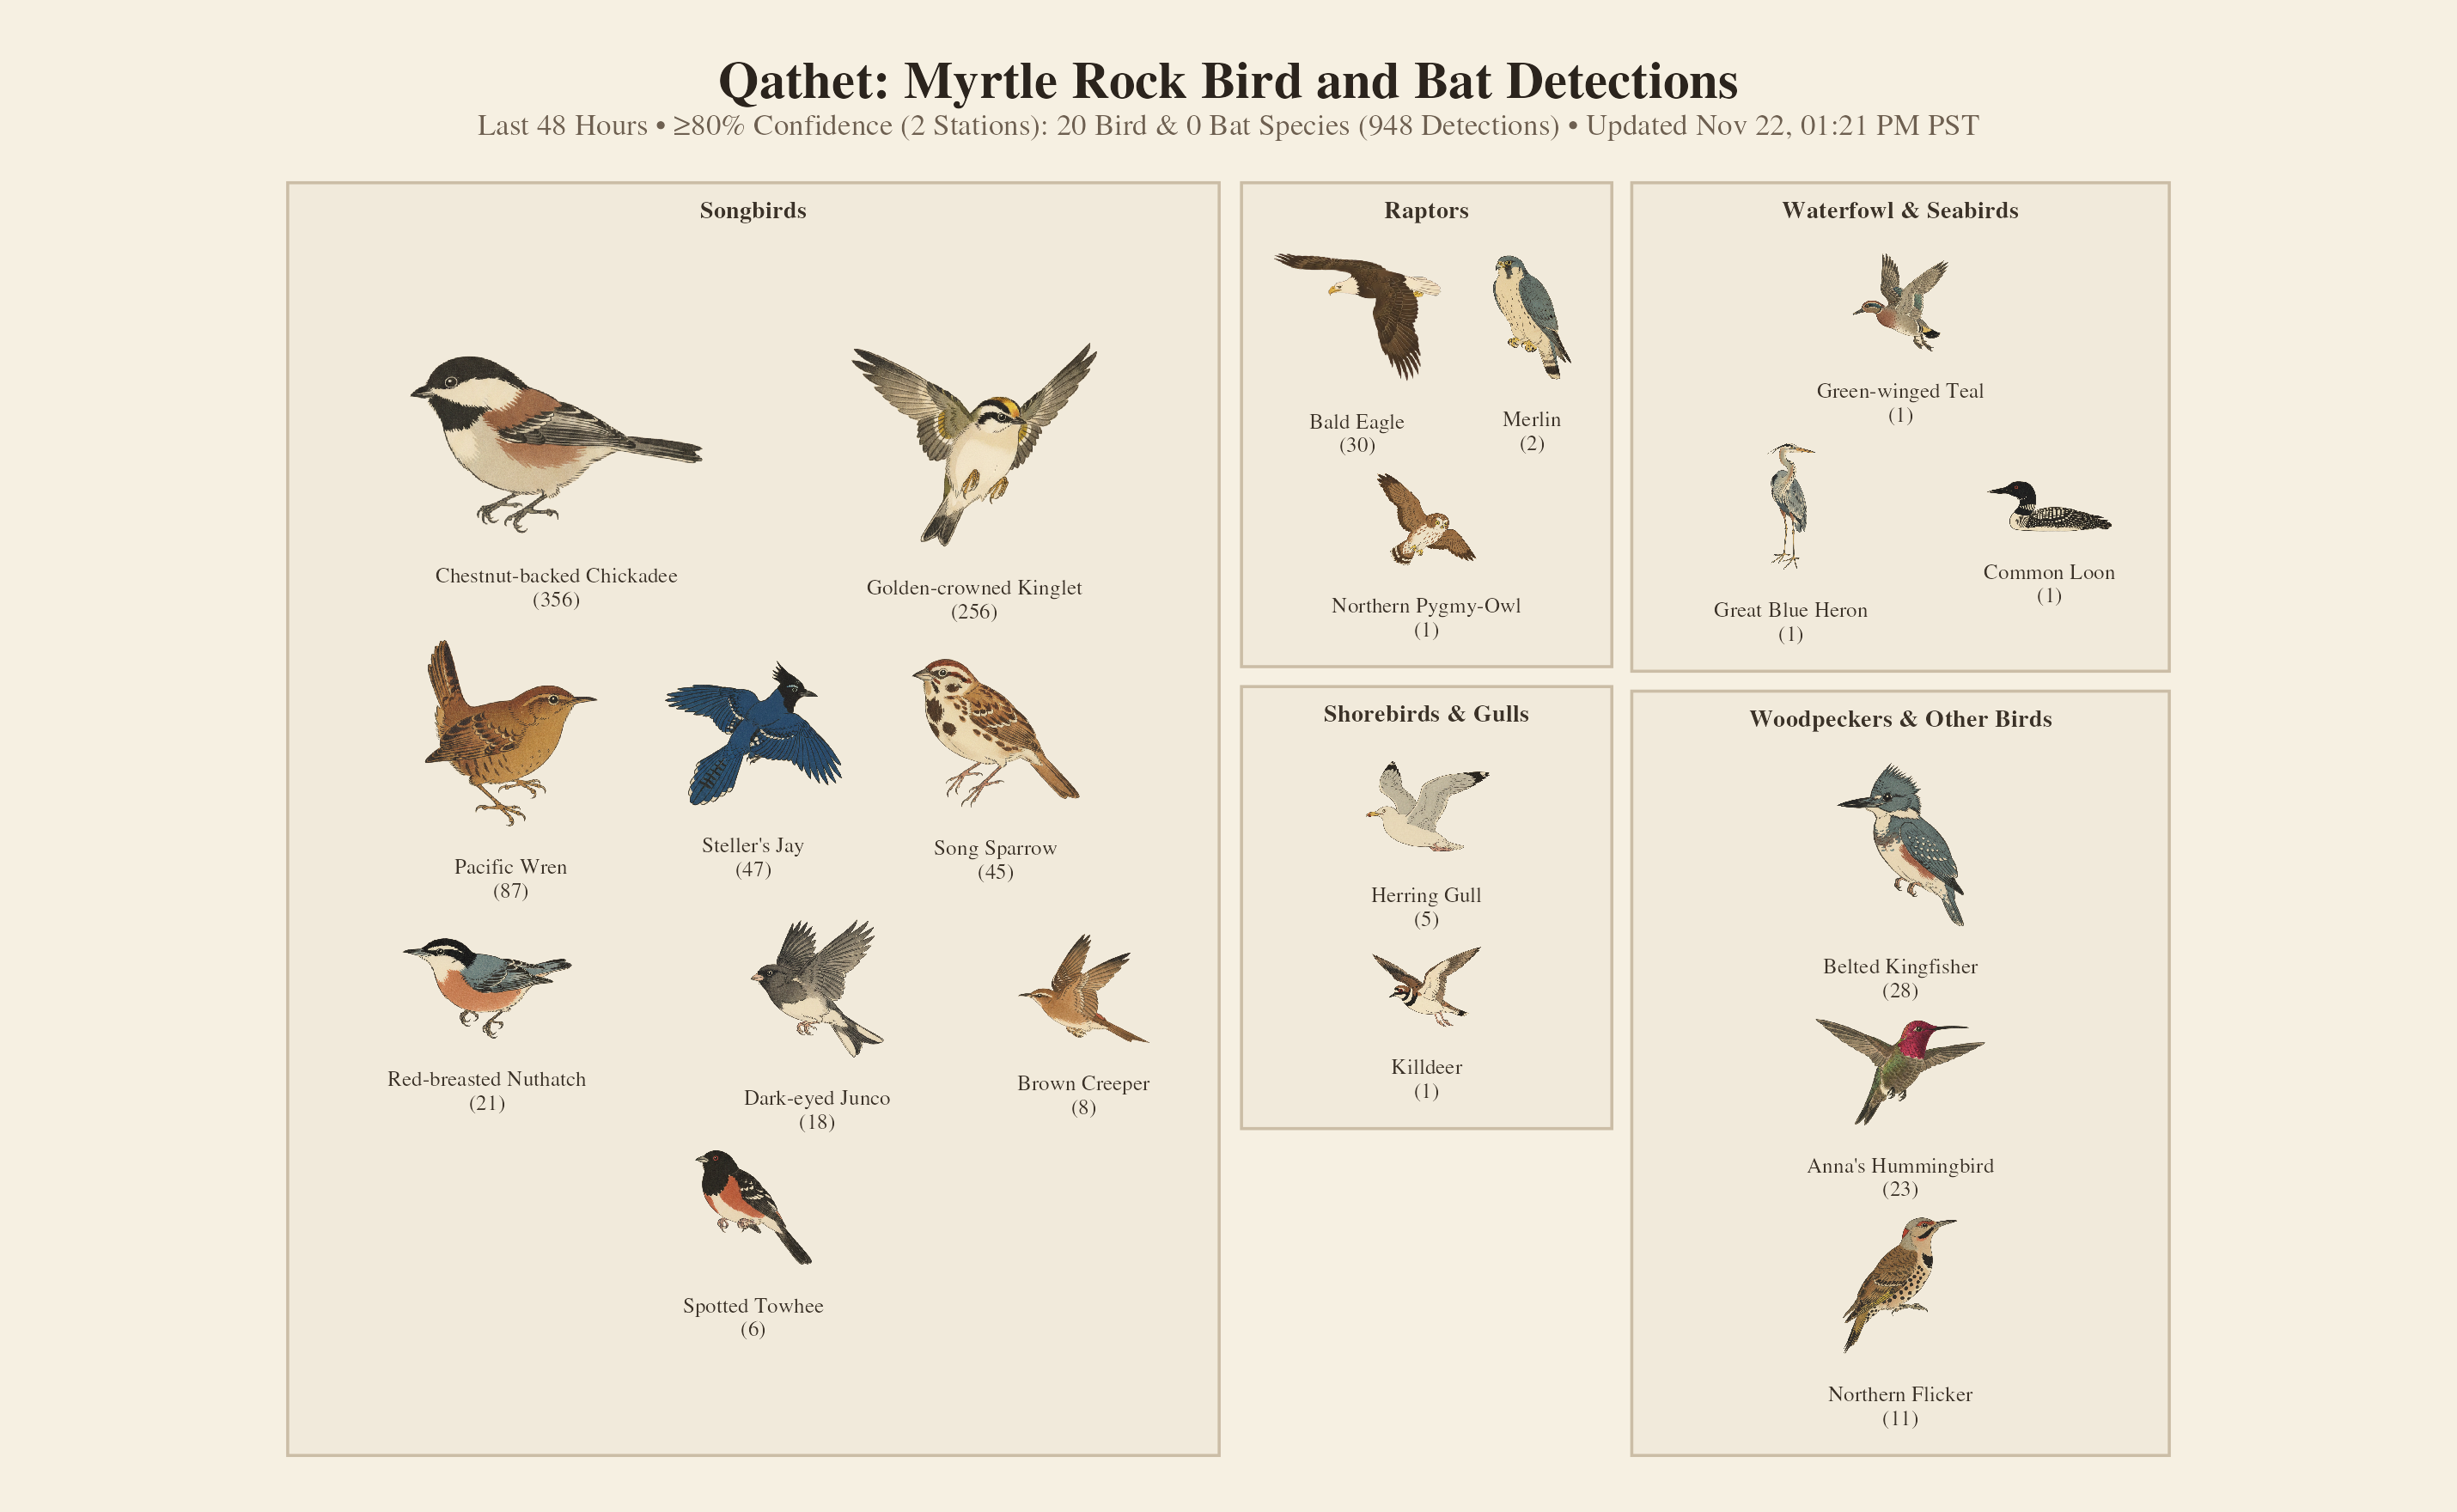 Qathet: Myrtle Rock Bird and Bat Detections
Last 48 Hours • ≥80% Confidence (2 Stations): 20 Bird & 0 Bat Species (948 Detections) • Updated Nov 22, 01:21 PM PST
Songbirds
Chestnut-backed Chickadee
(356)
Golden-crowned Kinglet
(256)
Pacific Wren
(87)
Steller's Jay
(47)
Song Sparrow
(45)
Red-breasted Nuthatch
(21)
Dark-eyed Junco
(18)
Brown Creeper
(8)
Spotted Towhee
(6)
Raptors
Bald Eagle
(30)
Merlin
(2)
Northern Pygmy-Owl
(1)
Shorebirds & Gulls
Herring Gull
(5)
Killdeer
(1)
Waterfowl & Seabirds
Green-winged Teal
(1)
Great Blue Heron
(1)
Common Loon
(1)
Woodpeckers & Other Birds
Belted Kingfisher
(28)
Anna's Hummingbird
(23)
Northern Flicker
(11)